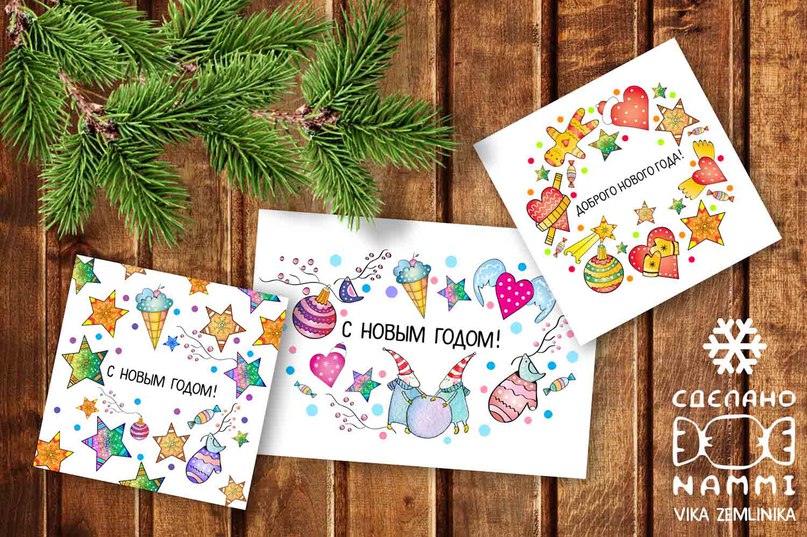 ДОБРОГО НОВОГО ГОДА!
С НОВЫМ ГОДОМ!
С НОВЫМ ГОДОМ!
СДЕЛАНО
NAMMI
VIKA ZEMLINIKA